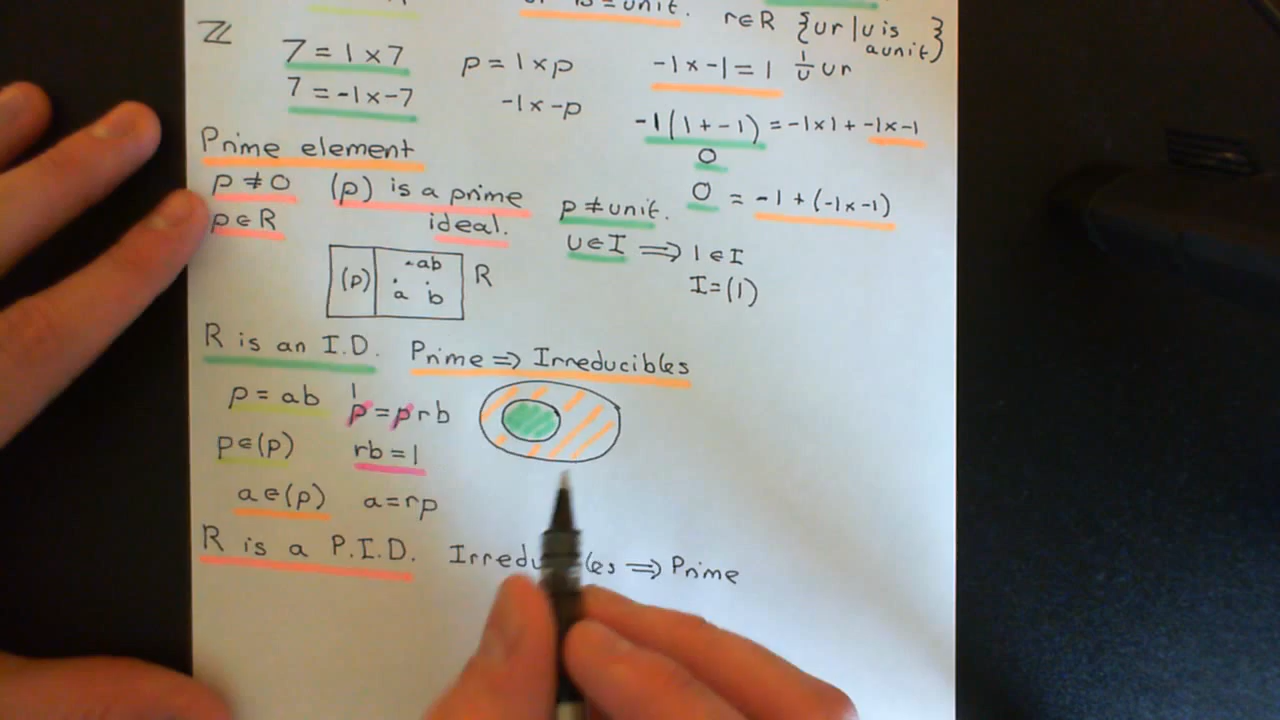 or is = unit. r∈R {ur | u is a unit}
ℤ
7 = 1 × 7
7 = -1 × -7
p = 1 × p
-1 × -p
-1 × -1 = 1 1/u ur
-1(1 + -1) = -1×1 + -1×-1
0
0 = -1 + (-1 × -1)
Prime element
p ≠ 0 (p) is a prime ideal.
p ∈ R
p ≠ unit.
u ∈ I ⟹ 1 ∈ I
I = (1)
(p) ·ab R
a b
R is an I.D. Prime ⟹ Irreducibles
p = ab
1
p = p r b
p ∈ (p) rb = 1
a ∈ (p) a = rp
R is a P.I.D. ⟹ Prime